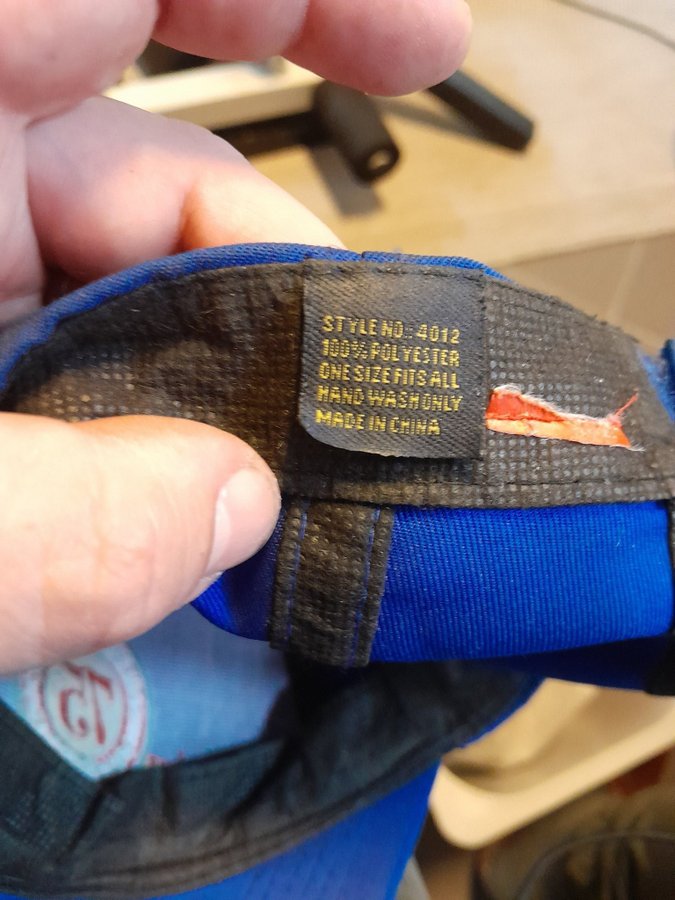 STYLE NO.: 4012
100% POLYESTER
ONE SIZE FITS ALL
HAND WASH ONLY
MADE IN CHINA